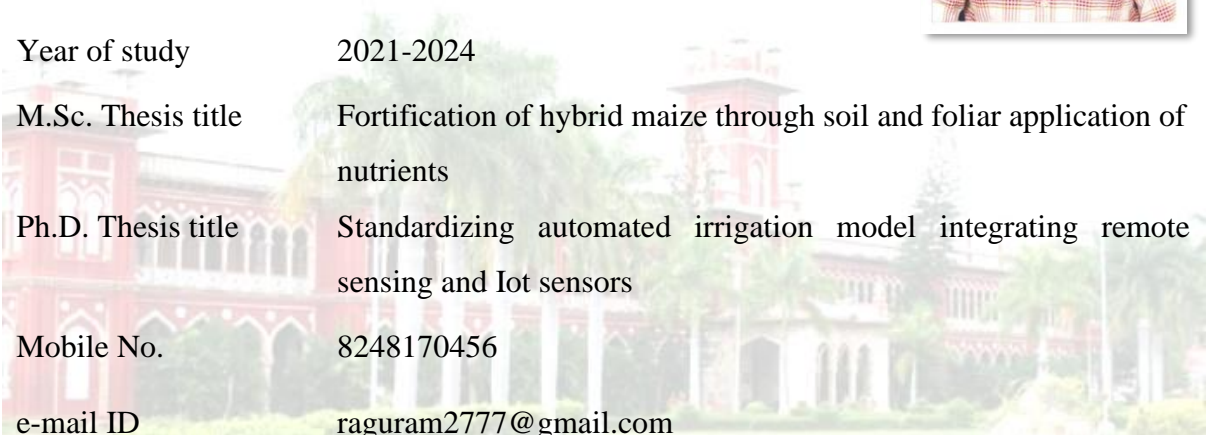 Year of study 2021-2024
M.Sc. Thesis title Fortification of hybrid maize through soil and foliar application of
nutrients
Ph.D. Thesis title Standardizing automated irrigation model integrating remote
sensing and Iot sensors
Mobile No. 8248170456
e-mail ID raguram2777@gmail.com